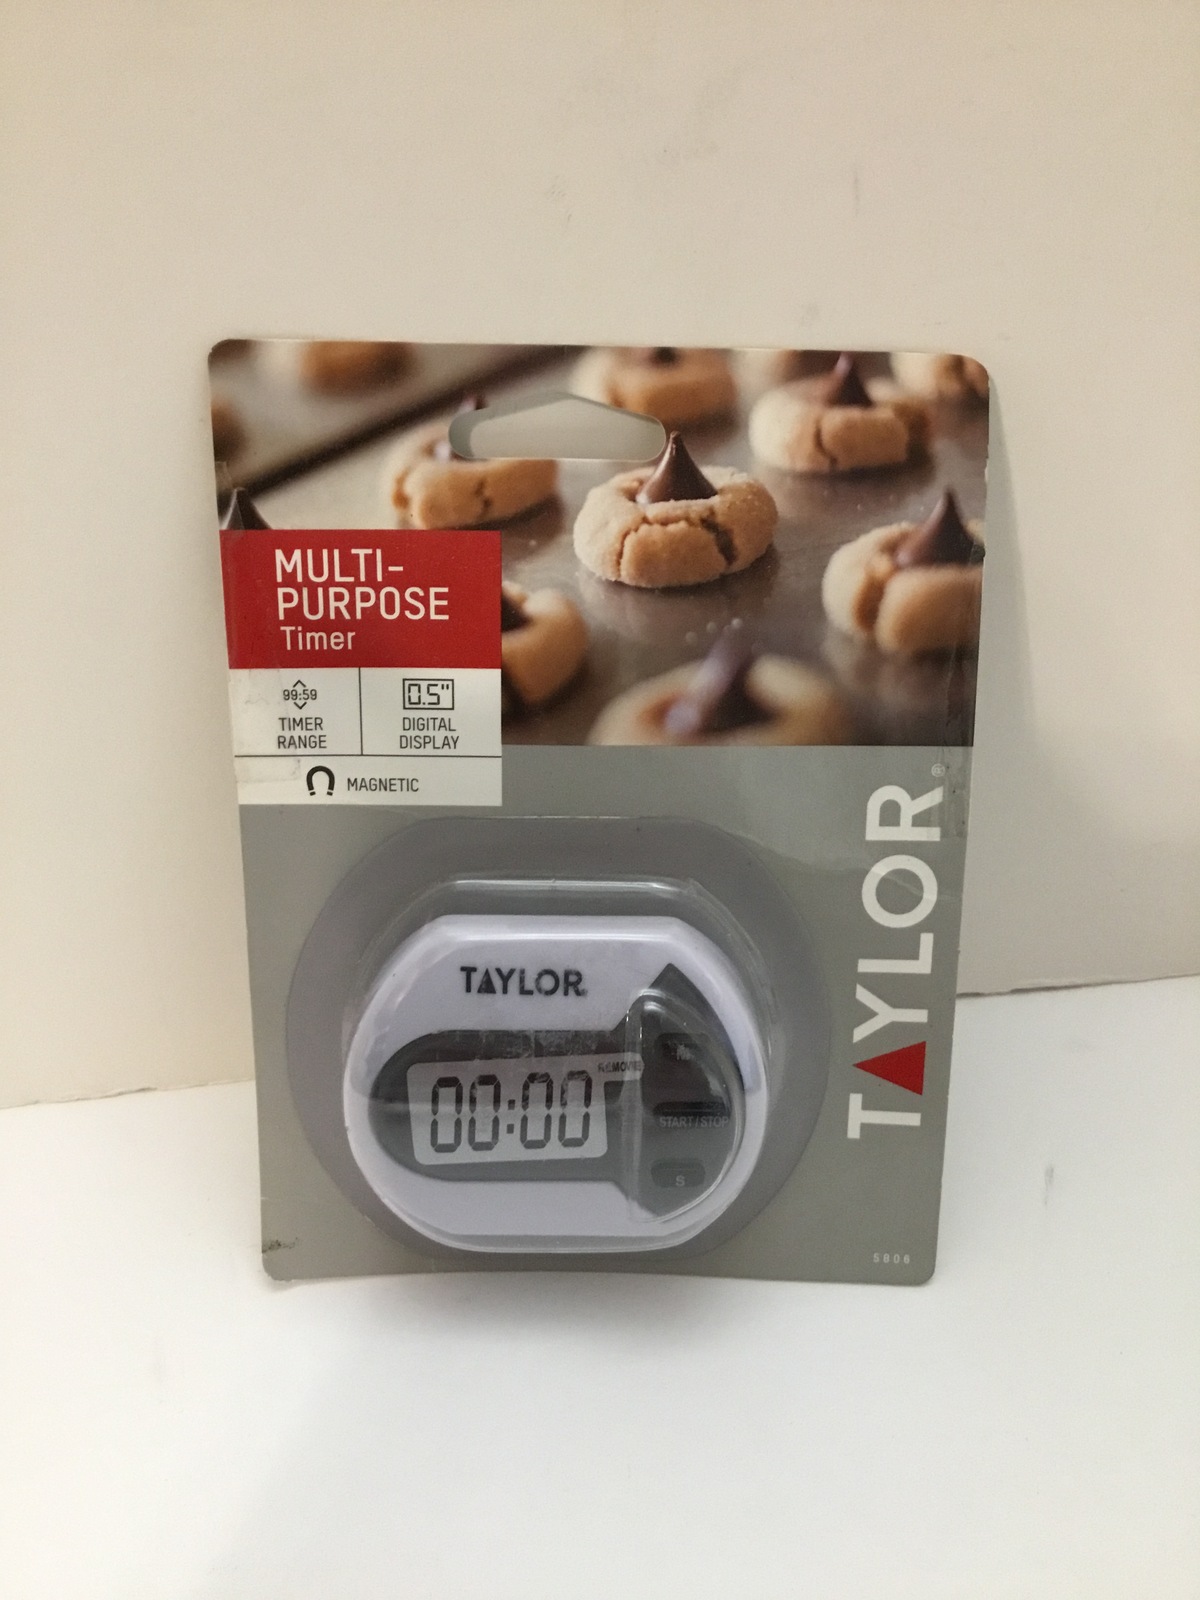 MULTI-
PURPOSE
Timer
99:59
TIMER
RANGE
0.5"
DIGITAL
DISPLAY
MAGNETIC
TAYLOR®
TAYLOR
REMOVE
00:00
M
START/STOP
S
5806